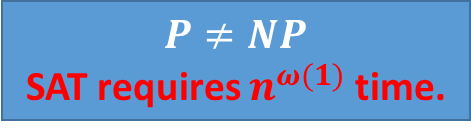 P ≠ NP
SAT requires n^ω(1) time.